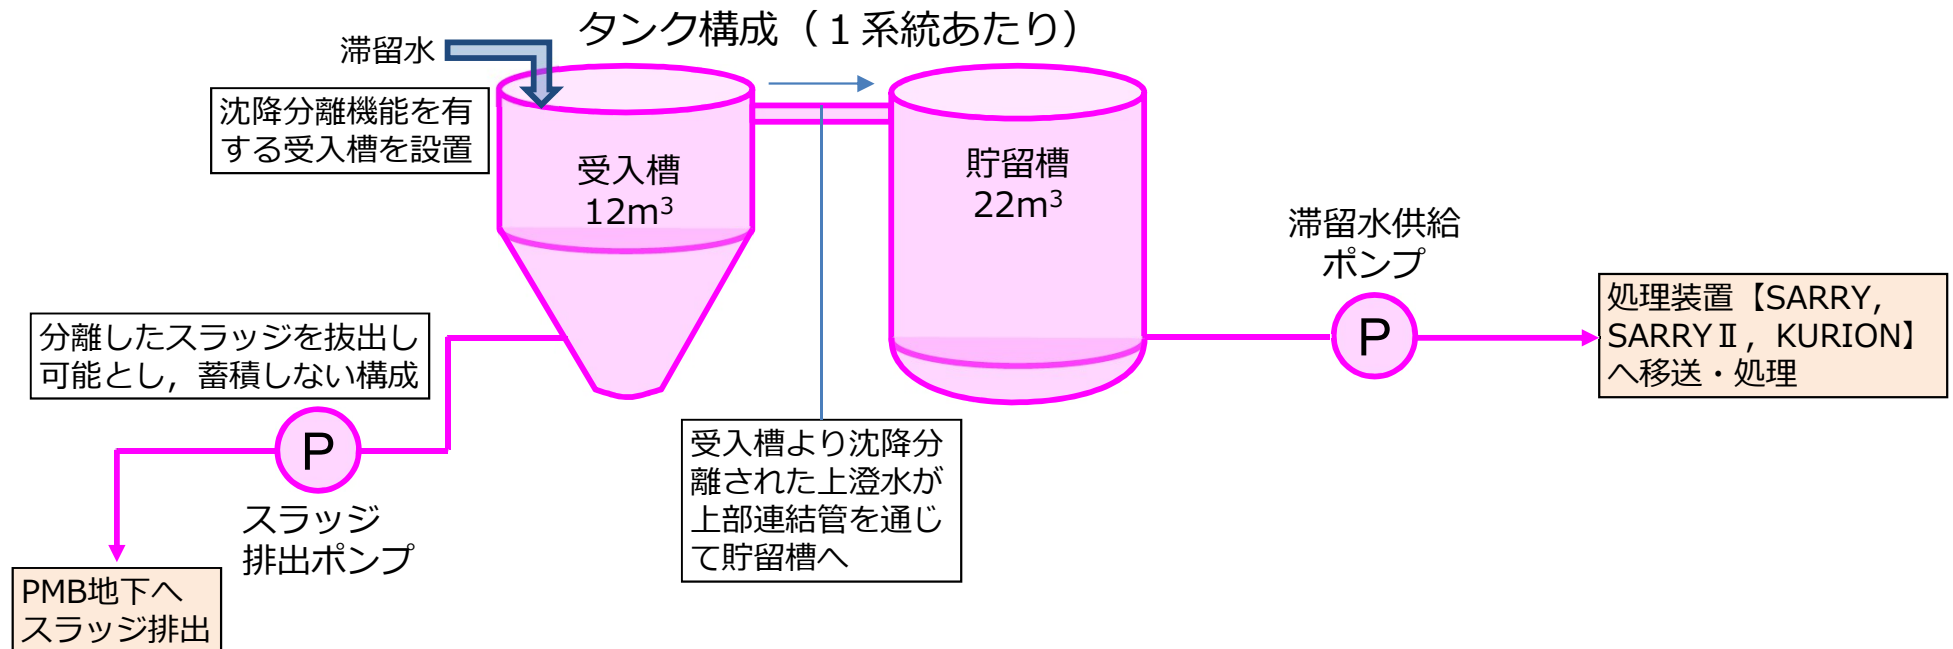 タンク構成（１系統あたり）
滞留水
沈降分離機能を有
する受入槽を設置
受入槽
12m³
貯留槽
22m³
滞留水供給
ポンプ
P
処理装置【SARRY,
SARRYⅡ, KURION】
へ移送・処理
分離したスラッジを抜出し
可能とし, 蓄積しない構成
P
スラッジ
排出ポンプ
受入槽より沈降分
離された上澄水が
上部連結管を通じ
て貯留槽へ
PMB地下へ
スラッジ排出